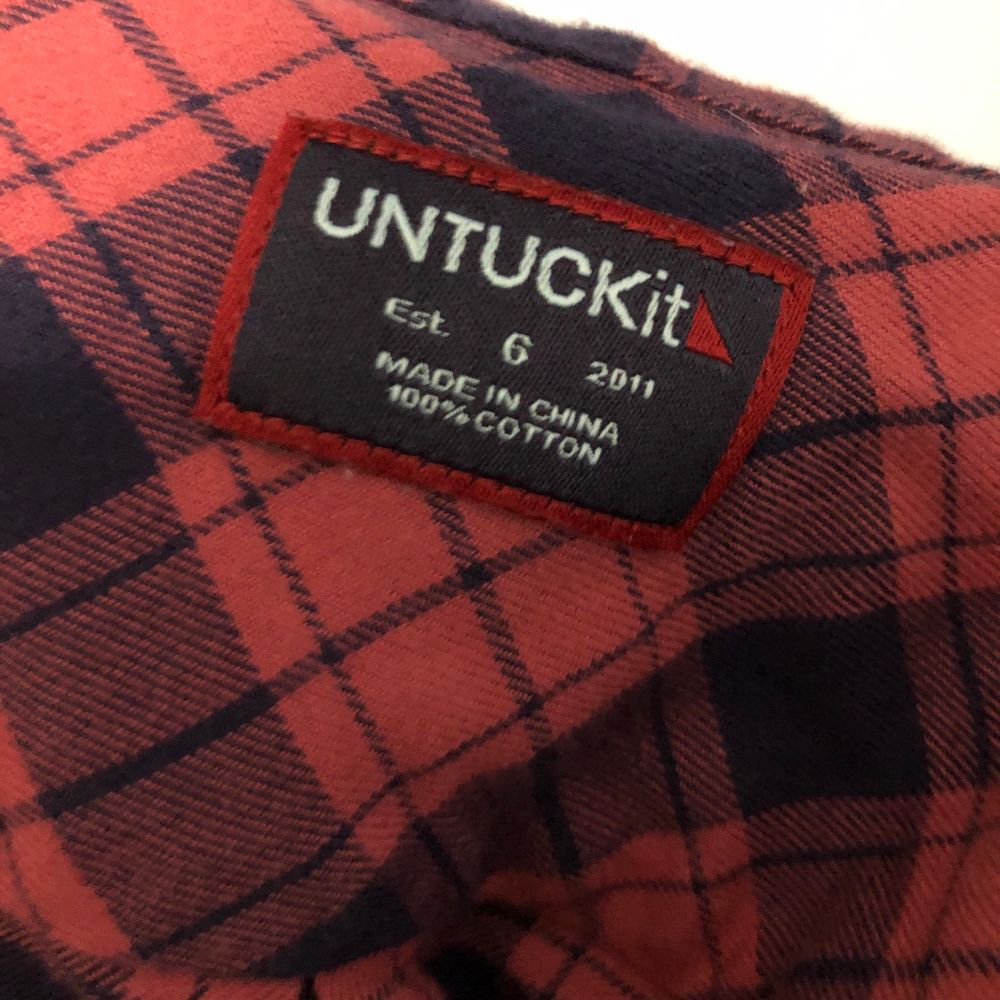 UNTUCKit
Est. 6 2011
MADE IN CHINA
100% COTTON